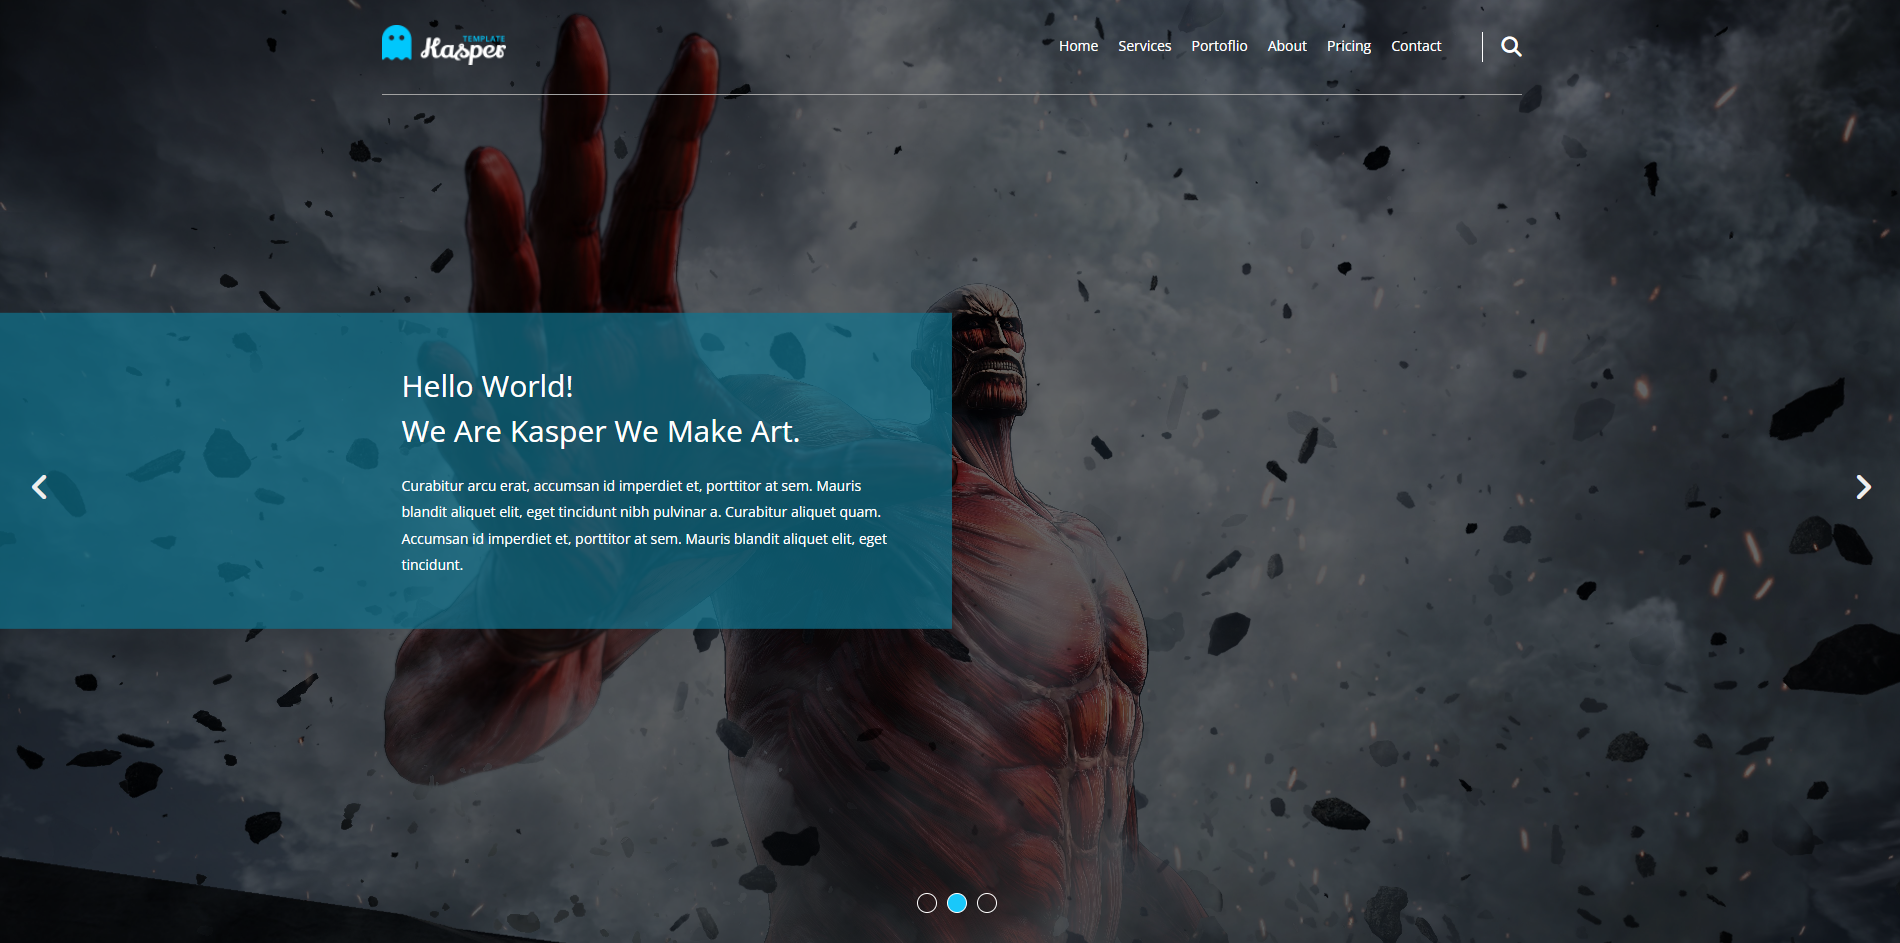 TEMPLATE
Kasper
Home Services Portoflio About Pricing Contact
Hello World!
We Are Kasper We Make Art.
Curabitur arcu erat, accumsan id imperdiet et, porttitor at sem. Mauris
blandit aliquet elit, eget tincidunt nibh pulvinar a. Curabitur aliquet quam.
Accumsan id imperdiet et, porttitor at sem. Mauris blandit aliquet elit, eget
tincidunt.